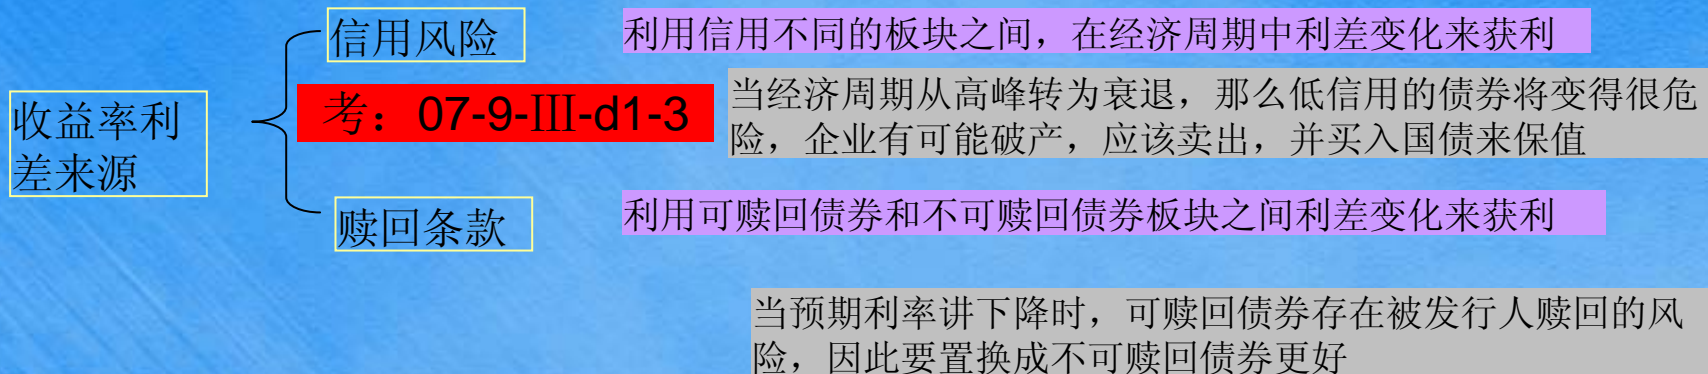 信用风险
利用信用不同的板块之间，在经济周期中利差变化来获利
收益率利
差来源
考：07-9-Ⅲ-d1-3
当经济周期从高峰转为衰退，那么低信用的债券将变得很危
险，企业有可能破产，应该卖出，并买入国债来保值
赎回条款
利用可赎回债券和不可赎回债券板块之间利差变化来获利
当预期利率讲下降时，可赎回债券存在被发行人赎回的风
险，因此要置换成不可赎回债券更好